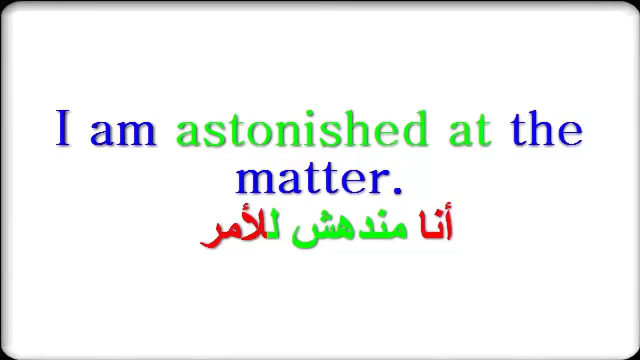 I am astonished at the
matter.
أنا مندهش للأمر